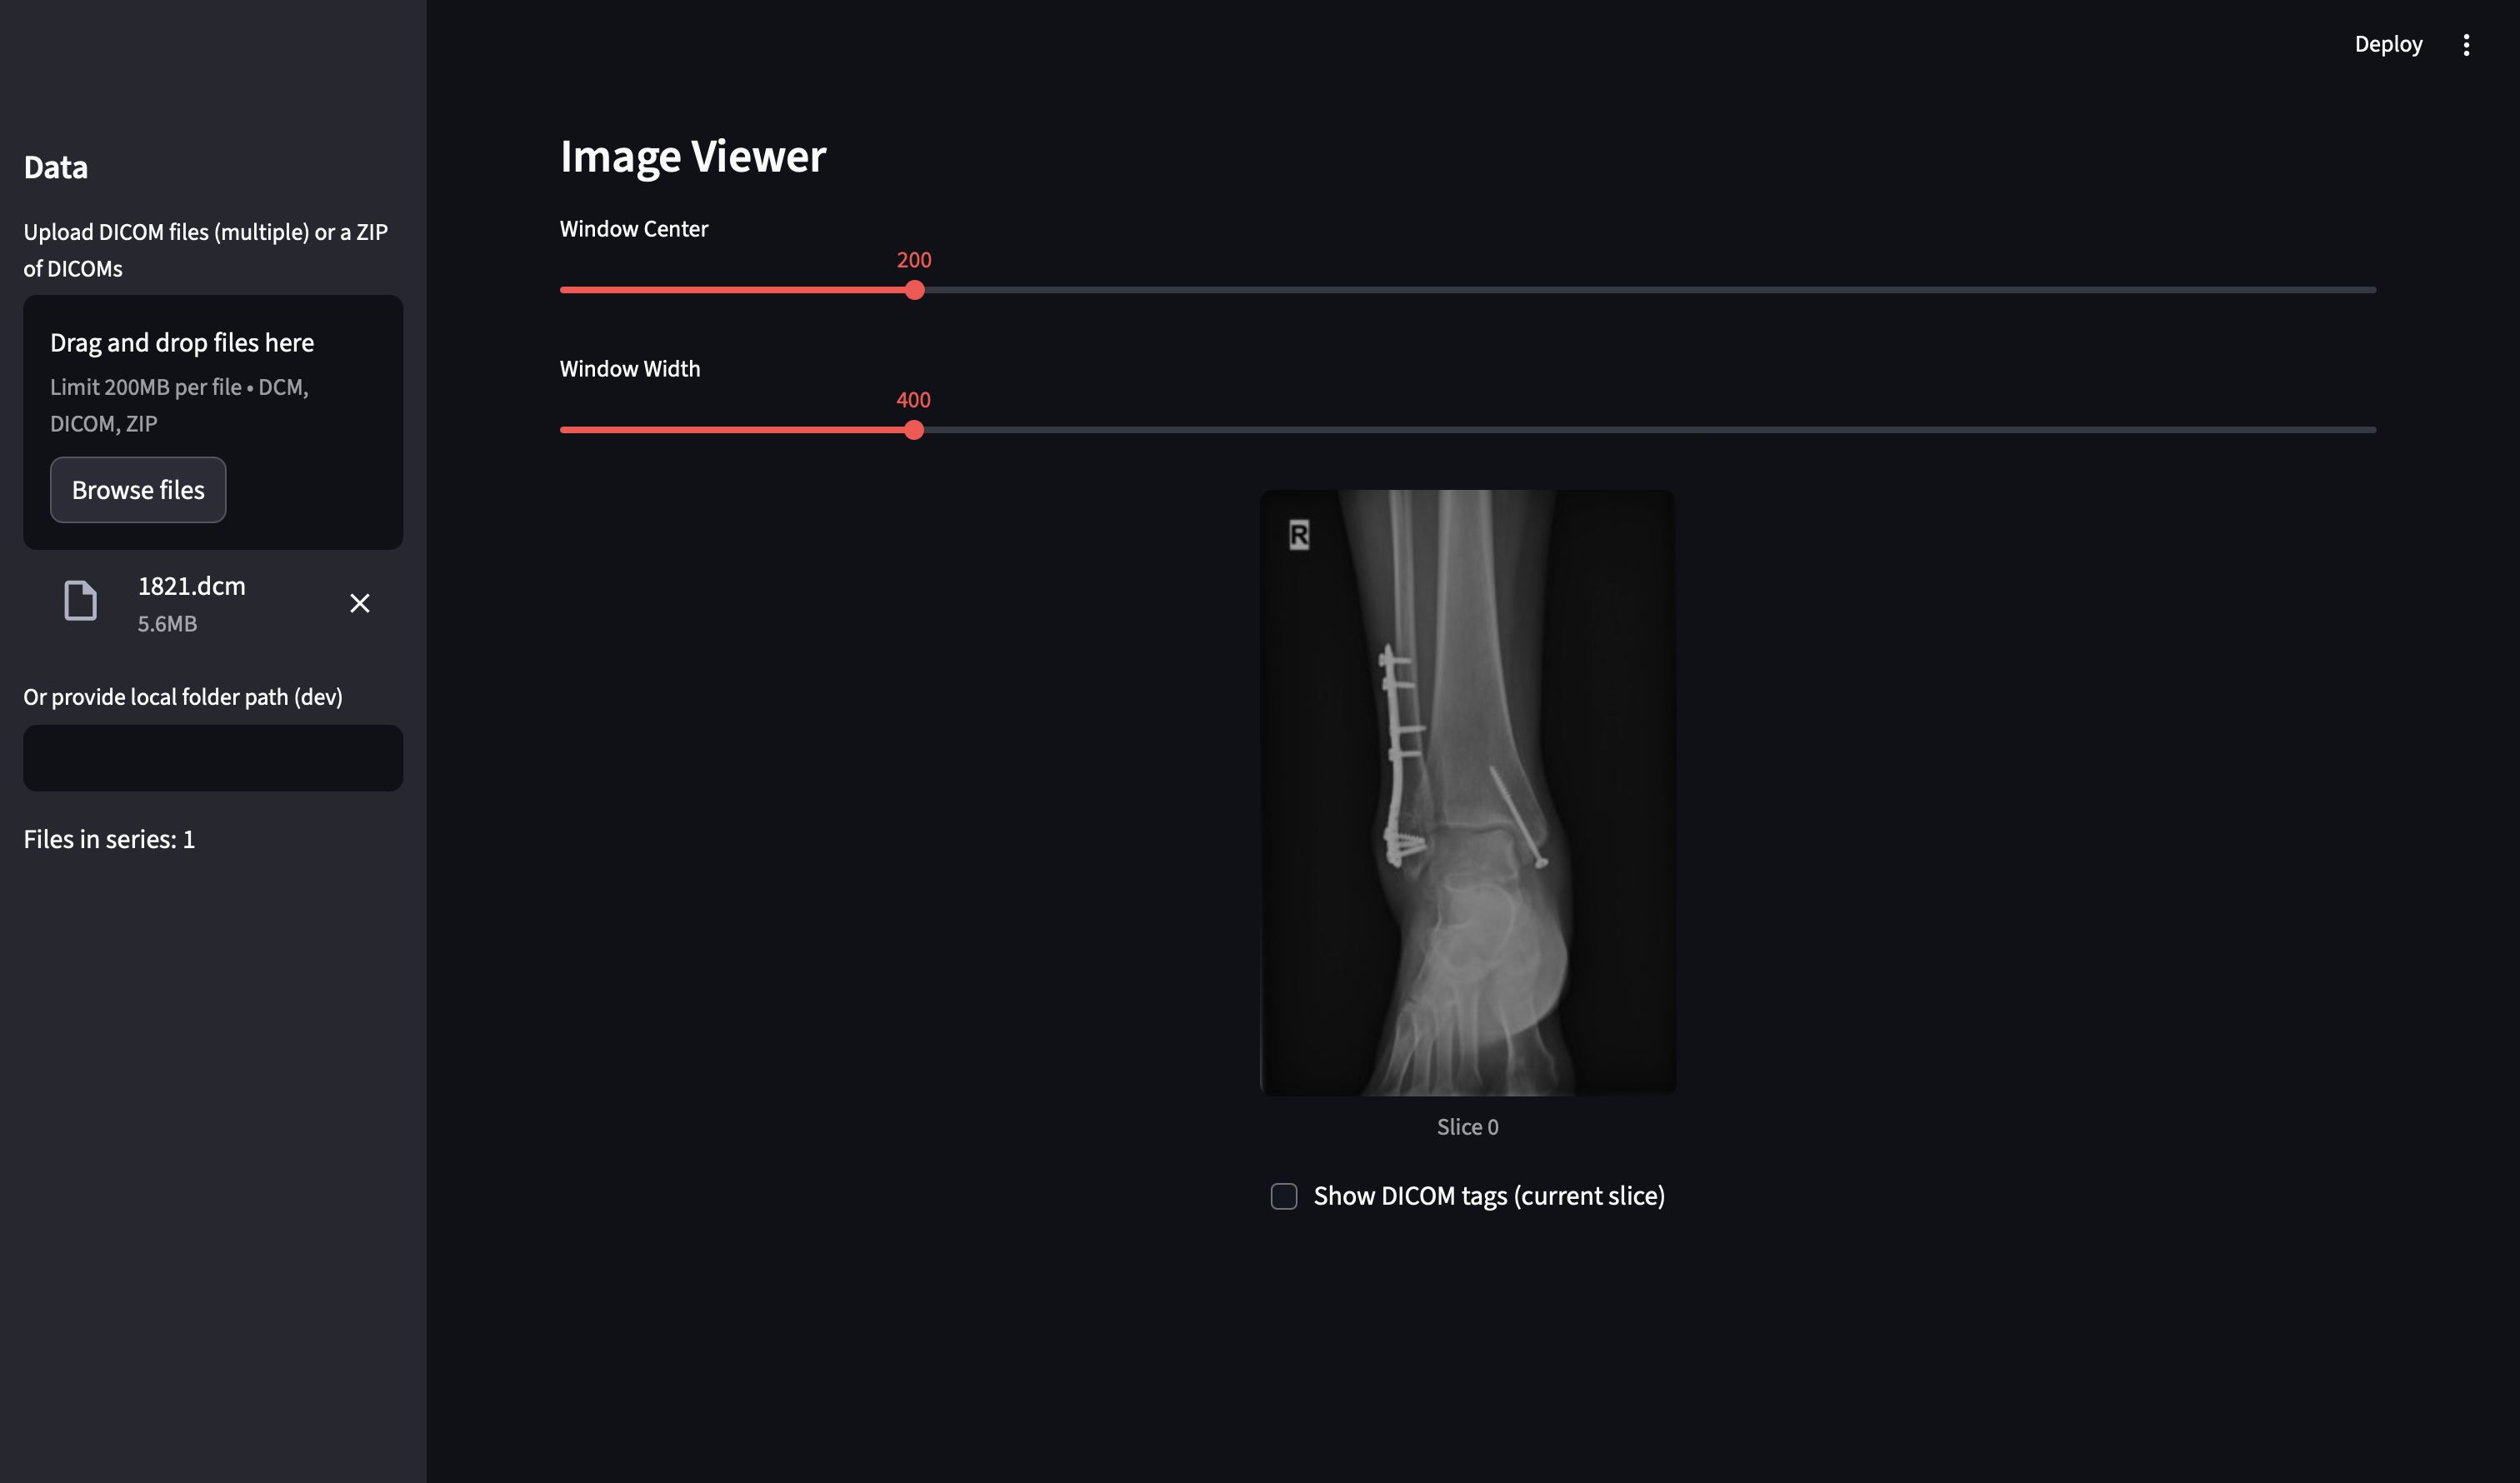 Deploy
Data
Upload DICOM files (multiple) or a ZIP
of DICOMs
Drag and drop files here
Limit 200MB per file • DCM,
DICOM, ZIP
Browse files
1821.dcm
5.6MB
Or provide local folder path (dev)
Files in series: 1
Image Viewer
Window Center
200
Window Width
400
R
Slice 0
Show DICOM tags (current slice)